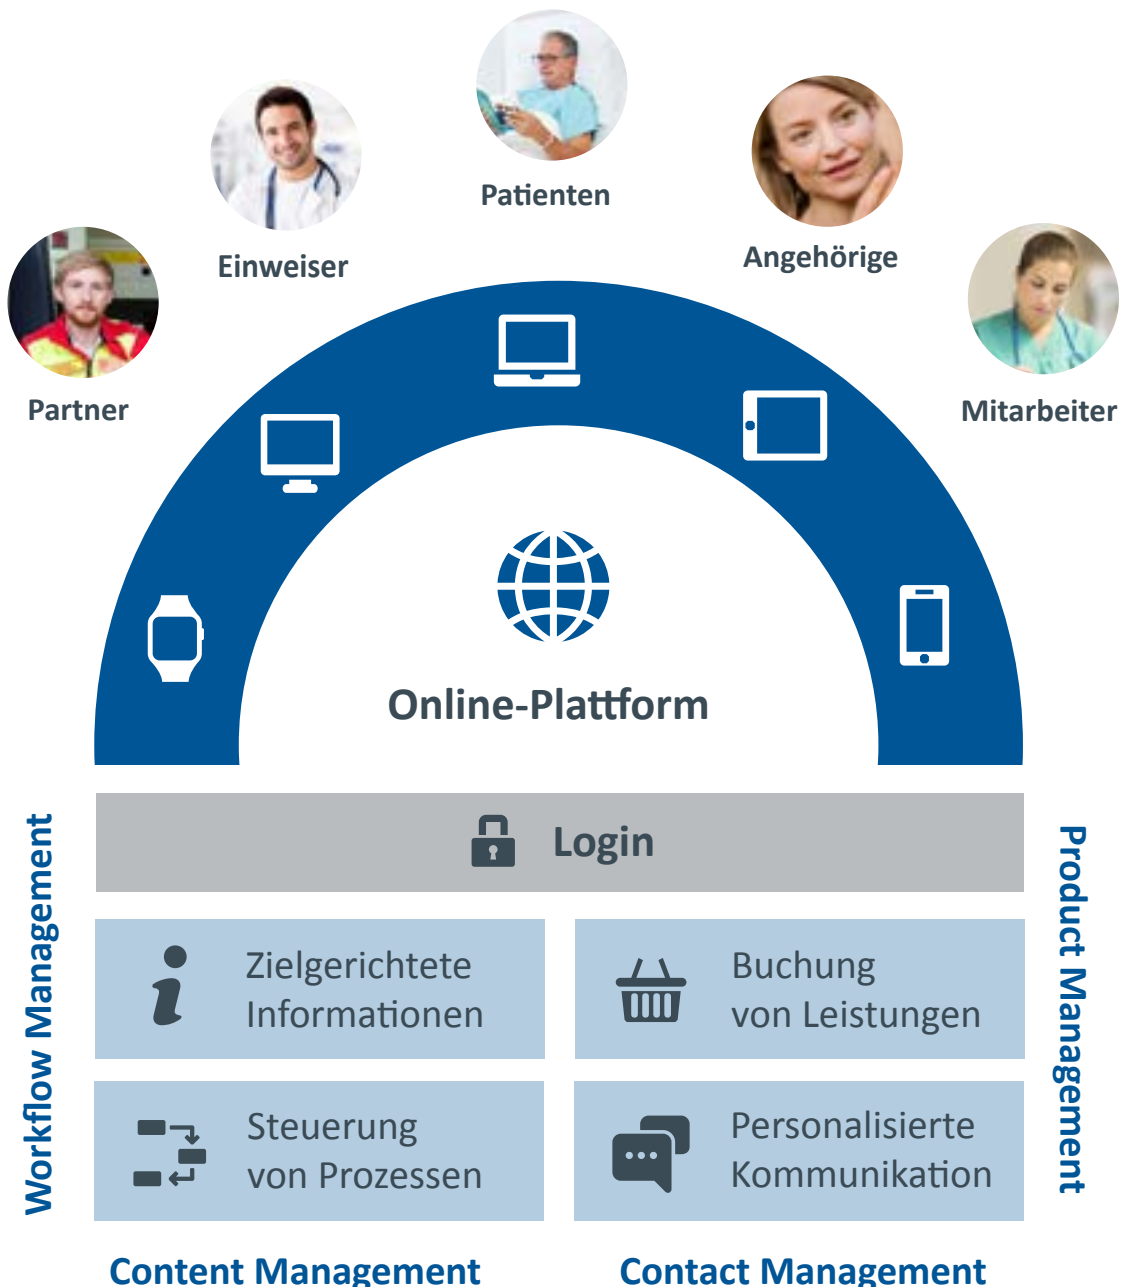 Patienten
Einweiser
Angehörige
Partner
Mitarbeiter
Online-Plattform
Login
Workflow Management
Product Management
Zielgerichtete
Informationen
Buchung
von Leistungen
Steuerung
von Prozessen
Personalisierte
Kommunikation
Content Management
Contact Management